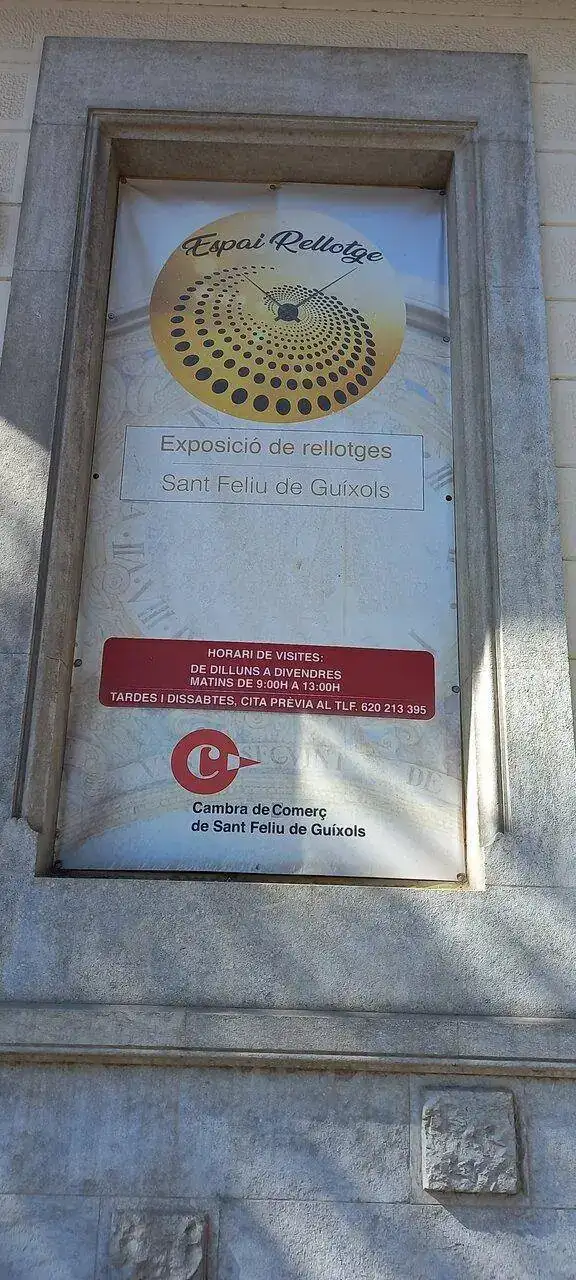 Espai Rellotge
Exposició de rellotges
Sant Feliu de Guíxols
HORARI DE VISITES:
DE DILLUNS A DIVENDRES
MATINS DE 9:00H A 13:00H
TARDES I DISSABTES, CITA PRÈVIA AL TLF. 620 213 395
Cambra de Comerç
de Sant Feliu de Guíxols